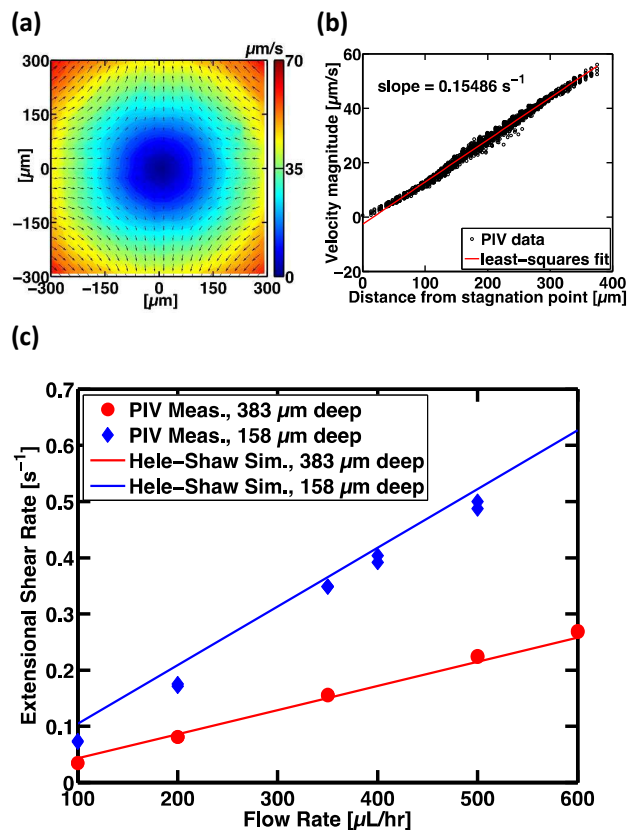 (a)
µm/s
300
150
0
−150
−300
[µm]
−300 −150 0 150 300
[µm]
70
35
0
(b)
60
40
20
0
−20
Velocity magnitude [µm/s]
slope = 0.15486 s−1
PIV data
least−squares fit
0 100 200 300 400
Distance from stagnation point [µm]
(c)
0.7
0.6
0.5
0.4
0.3
0.2
0.1
0
Extensional Shear Rate [s−1]
PIV Meas., 383 µm deep
PIV Meas., 158 µm deep
Hele−Shaw Sim., 383 µm deep
Hele−Shaw Sim., 158 µm deep
100 200 300 400 500 600
Flow Rate [µL/hr]